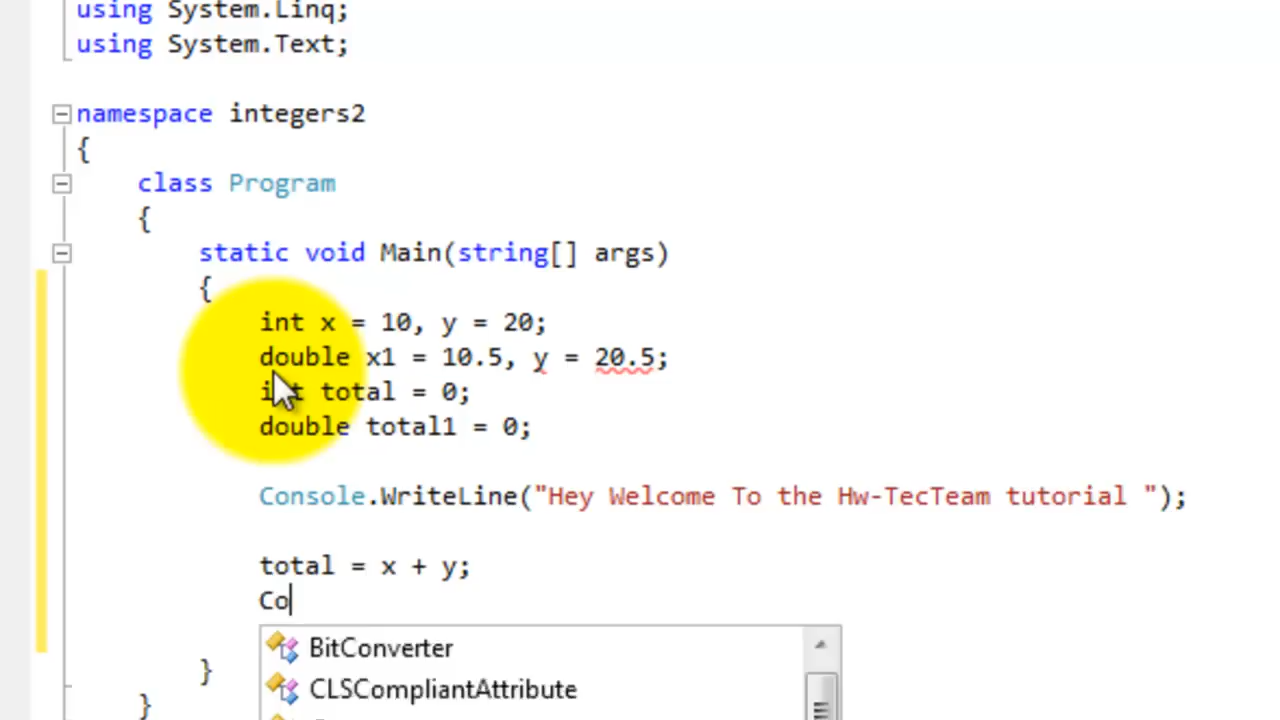 using System.Linq;
using System.Text;
namespace integers2
{
class Program
{
static void Main(string[] args)
{
int x = 10, y = 20;
double x1 = 10.5, y = 20.5;
int total = 0;
double total1 = 0;
Console.WriteLine("Hey Welcome To the Hw-TecTeam tutorial ");
total = x + y;
Co
BitConverter
CLSCompliantAttribute
}
}